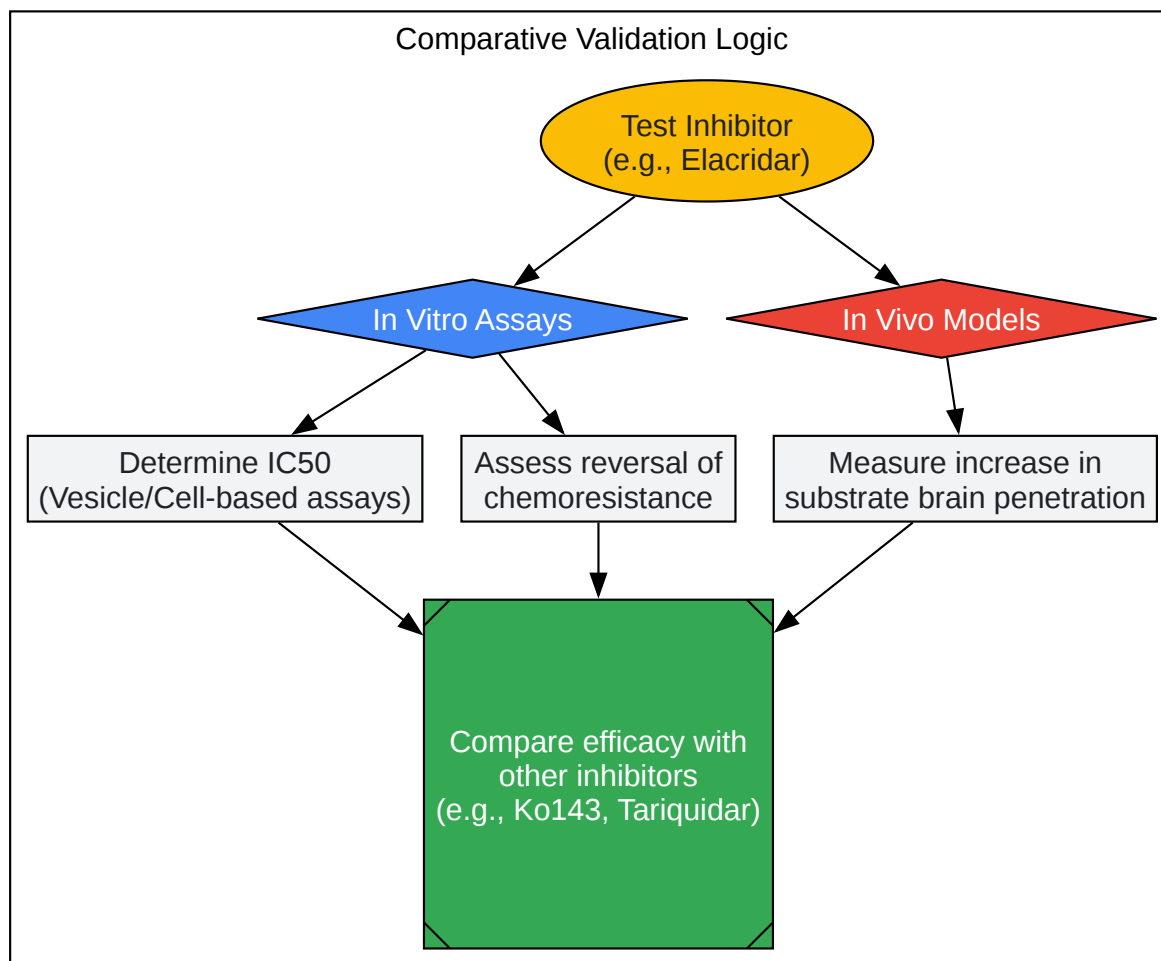 Comparative Validation Logic
Test Inhibitor
(e.g., Elacridar)
In Vitro Assays
In Vivo Models
Determine IC50
(Vesicle/Cell-based assays)
Assess reversal of
chemoresistance
Measure increase in
substrate brain penetration
Compare efficacy with
other inhibitors
(e.g., Ko143, Tariquidar)